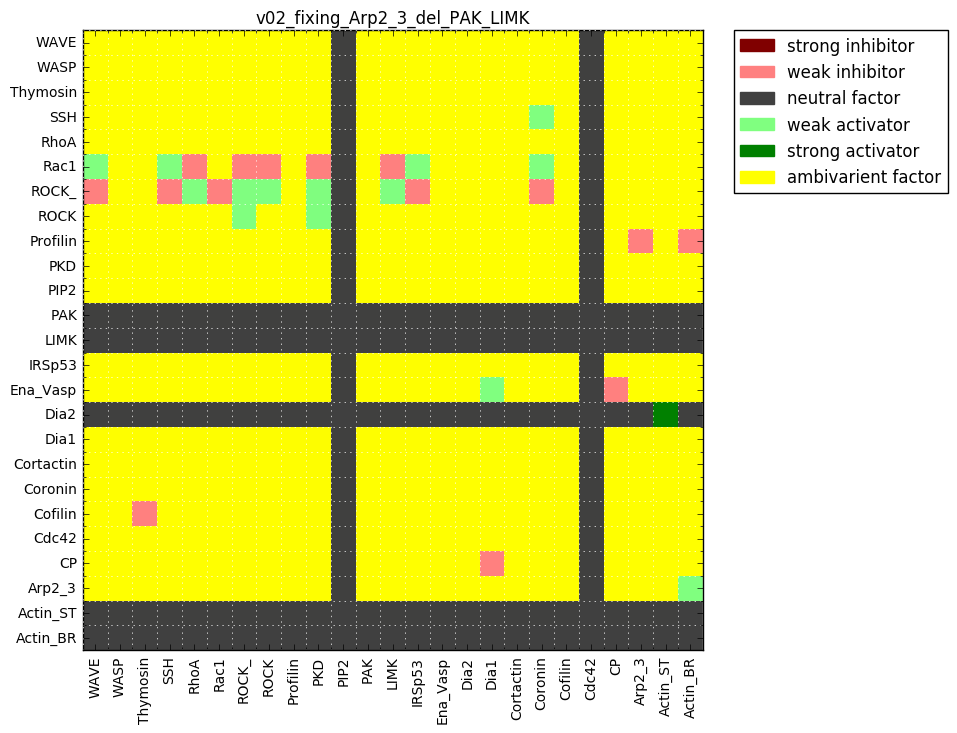 v02_fixing_Arp2_3_del_PAK_LIMK
WAVE
WASP
Thymosin
SSH
RhoA
Rac1
ROCK_
ROCK
Profilin
PKD
PIP2
PAK
LIMK
IRSp53
Ena_Vasp
Dia2
Dia1
Cortactin
Coronin
Cofilin
Cdc42
CP
Arp2_3
Actin_ST
Actin_BR
WAVE
WASP
Thymosin
SSH
RhoA
Rac1
ROCK_
ROCK
Profilin
PKD
PIP2
PAK
LIMK
IRSp53
Ena_Vasp
Dia2
Dia1
Cortactin
Coronin
Cofilin
Cdc42
CP
Arp2_3
Actin_ST
Actin_BR
strong inhibitor
weak inhibitor
neutral factor
weak activator
strong activator
ambivarient factor